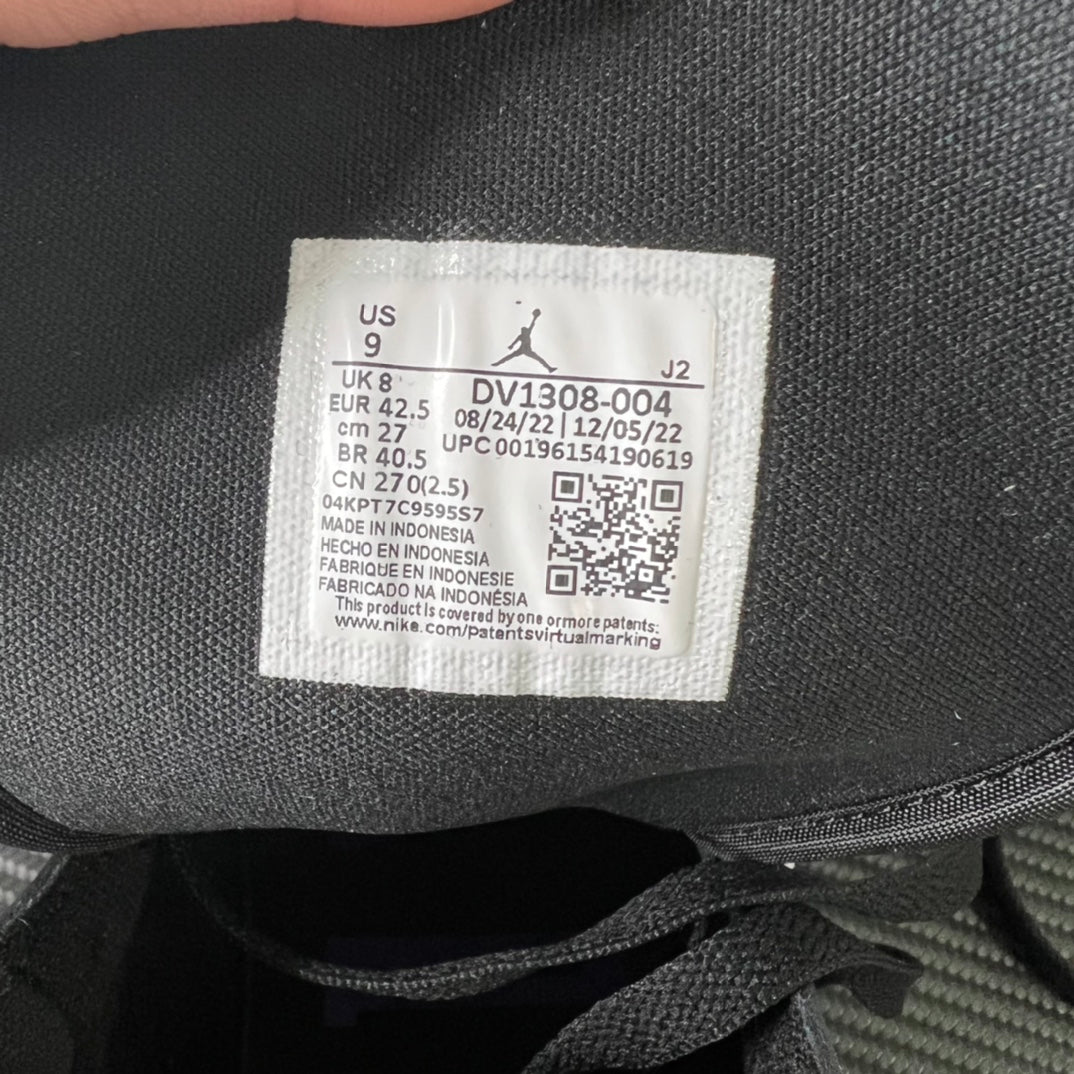 US
9
J2
UK 8
EUR 42.5
cm 27
BR 40.5
CN 270(2.5)
DV1308-004
08/24/22 | 12/05/22
UPC 00196154190619
04KPT7C9595S7
MADE IN INDONESIA
HECHO EN INDONESIA
FABRIQUE EN INDONESIE
FABRICADO NA INDONÉSIA
This product is covered by one or more patents:
www.nike.com/patentsvirtualmarking